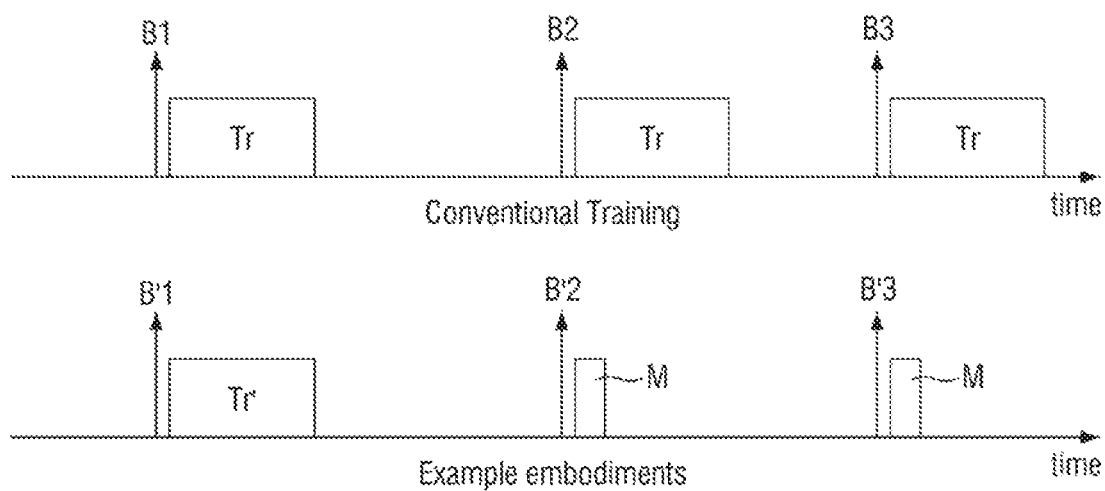 B1 B2 B3
Tr Tr Tr
time
Conventional Training
B'1 B'2 B'3
Tr' M M
time
Example embodiments